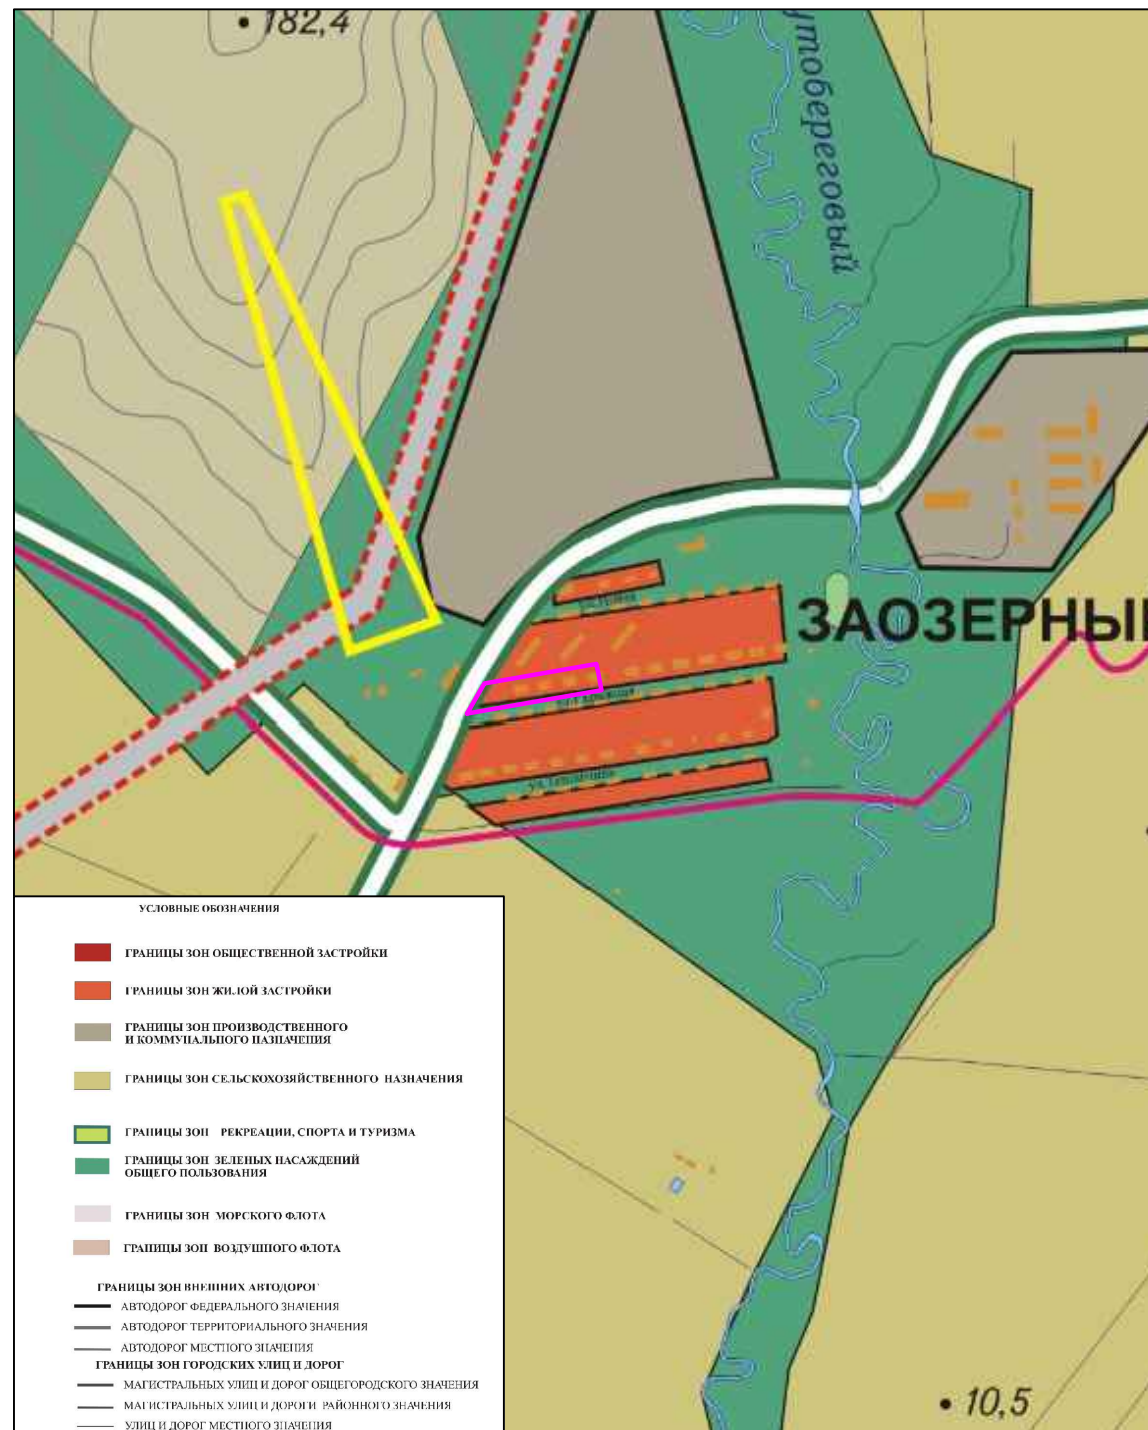 182,4
утобереговый
ЗАОЗЕРНЫЙ
УСЛОВНЫЕ ОБОЗНАЧЕНИЯ
ГРАНИЦЫ ЗОН ОБЩЕСТВЕННОЙ ЗАСТРОЙКИ
ГРАНИЦЫ ЗОН ЖИЛОЙ ЗАСТРОЙКИ
ГРАНИЦЫ ЗОН ПРОИЗВОДСТВЕННОГО
И КОММУНАЛЬНОГО НАЗНАЧЕНИЯ
ГРАНИЦЫ ЗОН СЕЛЬСКОХОЗЯЙСТВЕННОГО НАЗНАЧЕНИЯ
ГРАНИЦЫ ЗОН РЕКРЕАЦИИ, СПОРТА И ТУРИЗМА
ГРАНИЦЫ ЗОН ЗЕЛЕНЫХ НАСАЖДЕНИЙ
ОБЩЕГО ПОЛЬЗОВАНИЯ
ГРАНИЦЫ ЗОН МОРСКОГО ФЛОТА
ГРАНИЦЫ ЗОН ВОЗДУШНОГО ФЛОТА
ГРАНИЦЫ ЗОН ВНЕШНИХ АВТОДОРОГ
АВТОДОРОГ ФЕДЕРАЛЬНОГО ЗНАЧЕНИЯ
АВТОДОРОГ ТЕРРИТОРИАЛЬНОГО ЗНАЧЕНИЯ
АВТОДОРОГ МЕСТНОГО ЗНАЧЕНИЯ
ГРАНИЦЫ ЗОН ГОРОДСКИХ УЛИЦ И ДОРОГ
МАГИСТРАЛЬНЫХ УЛИЦ И ДОРОГ ОБЩЕГОРОДСКОГО ЗНАЧЕНИЯ
МАГИСТРАЛЬНЫХ УЛИЦ И ДОРОГИ РАЙОННОГО ЗНАЧЕНИЯ
УЛИЦ И ДОРОГ МЕСТНОГО ЗНАЧЕНИЯ
10,5